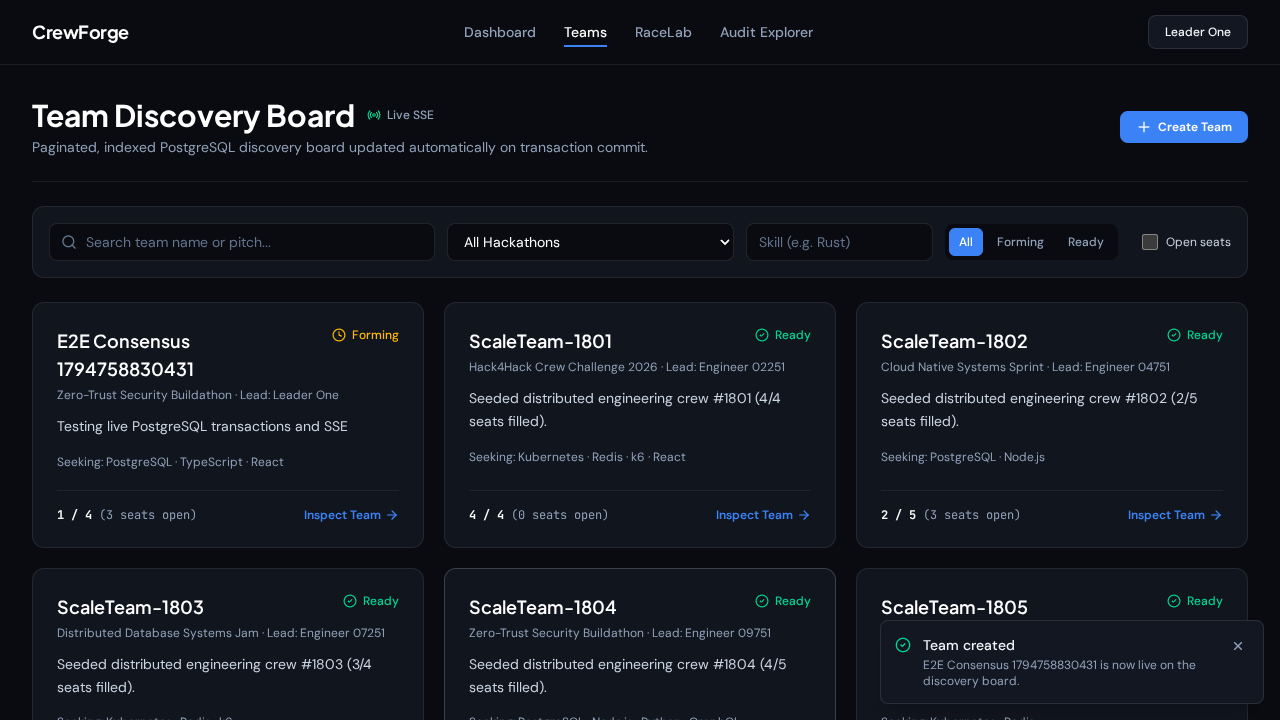 CrewForge
Dashboard
Teams
RaceLab
Audit Explorer
Leader One
Team Discovery Board
Live SSE
Paginated, indexed PostgreSQL discovery board updated automatically on transaction commit.
Create Team
Search team name or pitch...
All Hackathons
Skill (e.g. Rust)
All
Forming
Ready
Open seats
E2E Consensus
1794758830431
Forming
Zero-Trust Security Buildathon · Lead: Leader One
Testing live PostgreSQL transactions and SSE
Seeking: PostgreSQL · TypeScript · React
1 / 4 (3 seats open)
Inspect Team
ScaleTeam-1801
Ready
Hack4Hack Crew Challenge 2026 · Lead: Engineer 02251
Seeded distributed engineering crew #1801 (4/4
seats filled).
Seeking: Kubernetes · Redis · k6 · React
4 / 4 (0 seats open)
Inspect Team
ScaleTeam-1802
Ready
Cloud Native Systems Sprint · Lead: Engineer 04751
Seeded distributed engineering crew #1802 (2/5
seats filled).
Seeking: PostgreSQL · Node.js
2 / 5 (3 seats open)
Inspect Team
ScaleTeam-1803
Ready
Distributed Database Systems Jam · Lead: Engineer 07251
Seeded distributed engineering crew #1803 (3/4
seats filled).
ScaleTeam-1804
Ready
Zero-Trust Security Buildathon · Lead: Engineer 09751
Seeded distributed engineering crew #1804 (4/5
seats filled).
ScaleTeam-1805
Ready
Team created
E2E Consensus 1794758830431 is now live on the
discovery board.